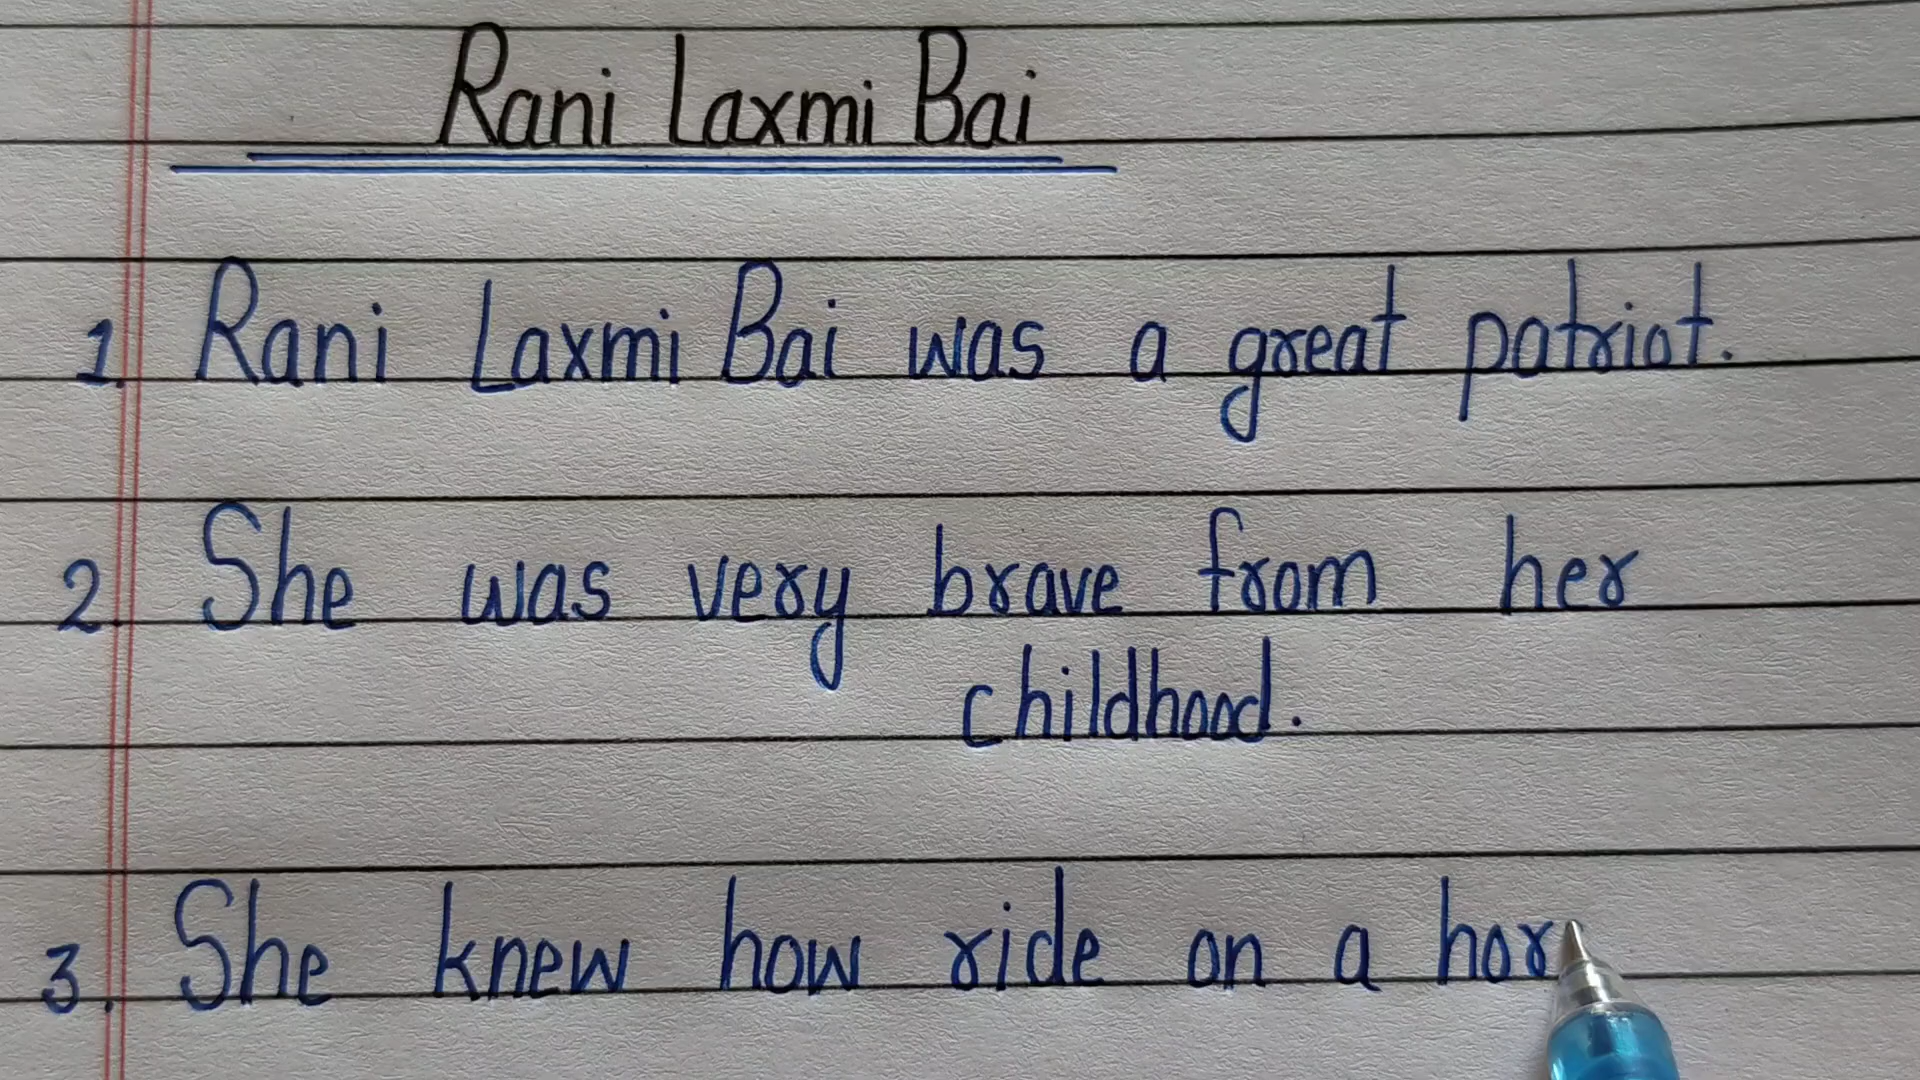 Rani Laxmi Bai
1. Rani Laxmi Bai was a great patriot.
2. She was very brave from her
childhood.
3. She knew how ride on a hor